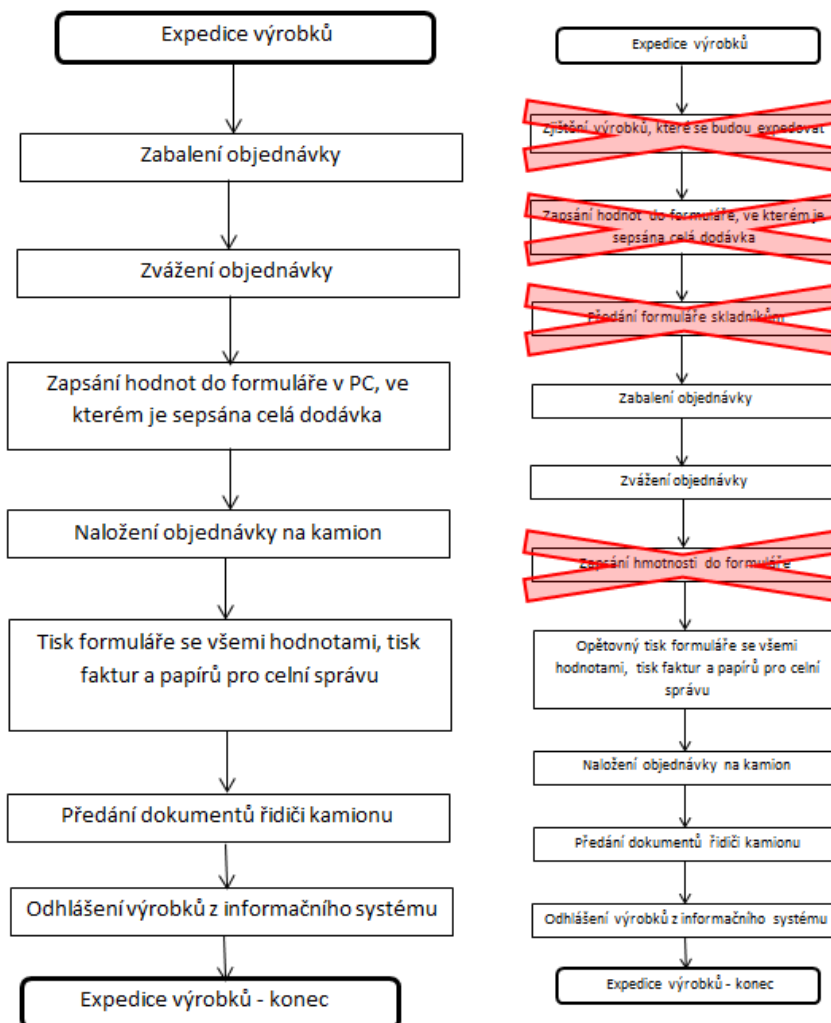 Expedice výrobků
Zabalení objednávky
Zvážení objednávky
Zapsání hodnot do formuláře v PC, ve
kterém je sepsána celá dodávka
Naložení objednávky na kamion
Tisk formuláře se všemi hodnotami, tisk
faktur a papírů pro celní správu
Předání dokumentů řidiči kamionu
Odhlášení výrobků z informačního systému
Expedice výrobků - konec
Expedice výrobků
Zjištění výrobků, které se budou expedovat
Zapsání hodnot do formuláře, ve kterém je
sepsána celá dodávka
Předání formuláře skladníkům
Zabalení objednávky
Zvážení objednávky
Zapsání hmotnosti do formuláře
Opětovný tisk formuláře se všemi
hodnotami, tisk faktur a papírů pro celní
správu
Naložení objednávky na kamion
Předání dokumentů řidiči kamionu
Odhlášení výrobků z informačního systému
Expedice výrobků - konec